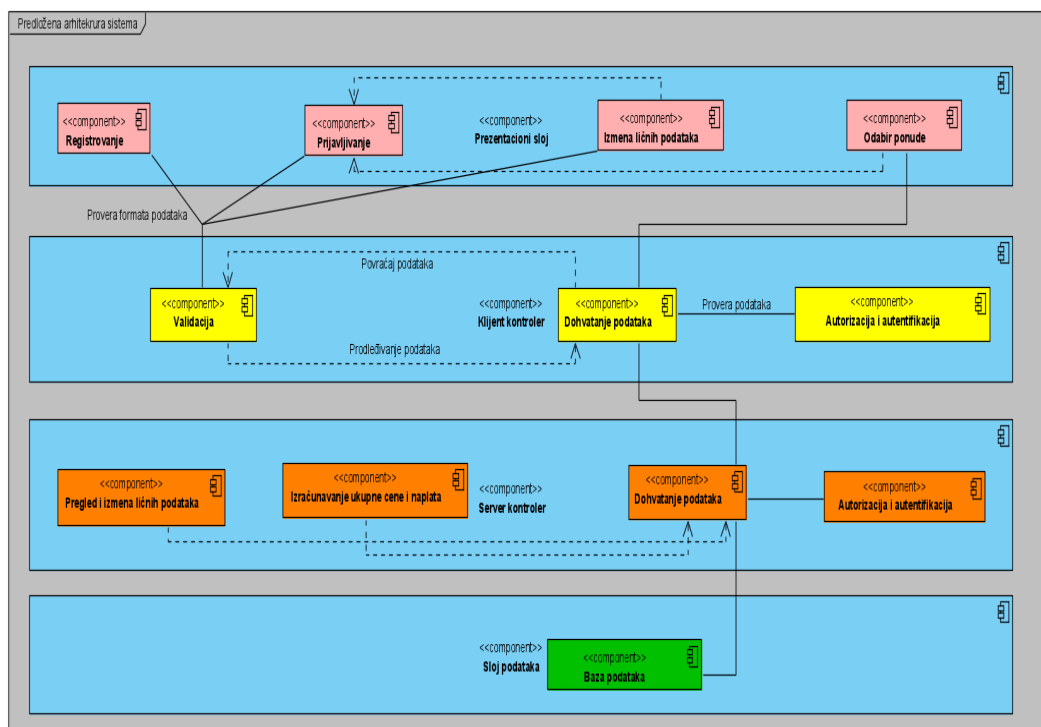 Predložena arhitekrura sistema
<<component>>
Registrovanje
<<component>>
Prijavljivanje
<<component>>
Prezentacioni sloj
<<component>>
Izmena ličnih podataka
<<component>>
Odabir ponude
Provera formata podataka
Povraćaj podataka
<<component>>
Validacija
<<component>>
Klijent kontroler
<<component>>
Dohvatanje podataka
Provera podataka
<<component>>
Autorizacija i autentifikacija
Prodleđivanje podataka
<<component>>
Pregled i izmena ličnih podataka
<<component>>
Izračunavanje ukupne cene i naplata
<<component>>
Server kontroler
<<component>>
Dohvatanje podataka
<<component>>
Autorizacija i autentifikacija
<<component>>
Sloj podataka
<<component>>
Baza podataka